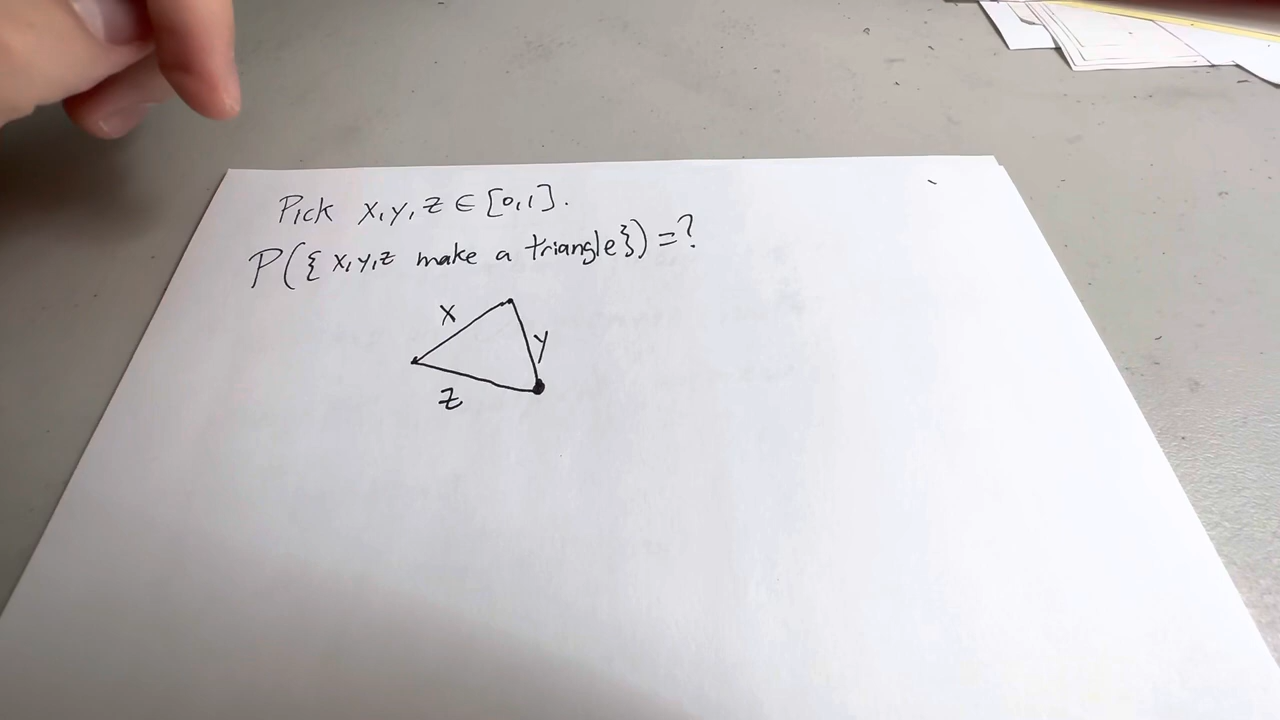 Pick x,y,z ∈ [0,1].
P({x,y,z make a triangle}) = ?
x
y
z